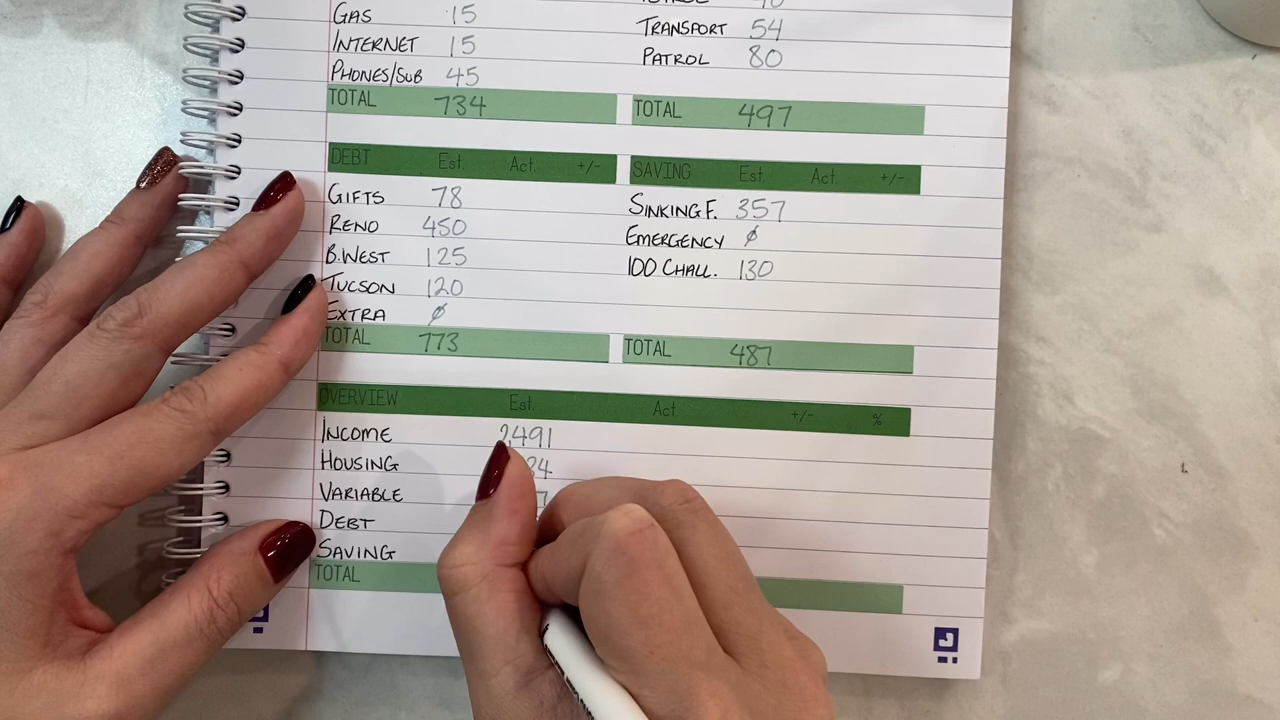 GAS 15
INTERNET 15
PHONES/SUB 45
TOTAL 734
TRANSPORT 54
PATROL 80
TOTAL 497
DEBT Est. Act. +/-
GIFTS 78
RENO 450
B.WEST 125
TUCSON 120
EXTRA ∅
TOTAL 773
SAVING Est. Act. +/-
SINKING F. 357
EMERGENCY ∅
100 CHALL. 130
TOTAL 487
OVERVIEW Est. Act. +/- %
INCOME 2491
HOUSING 34
VARIABLE 7
DEBT
SAVING
TOTAL